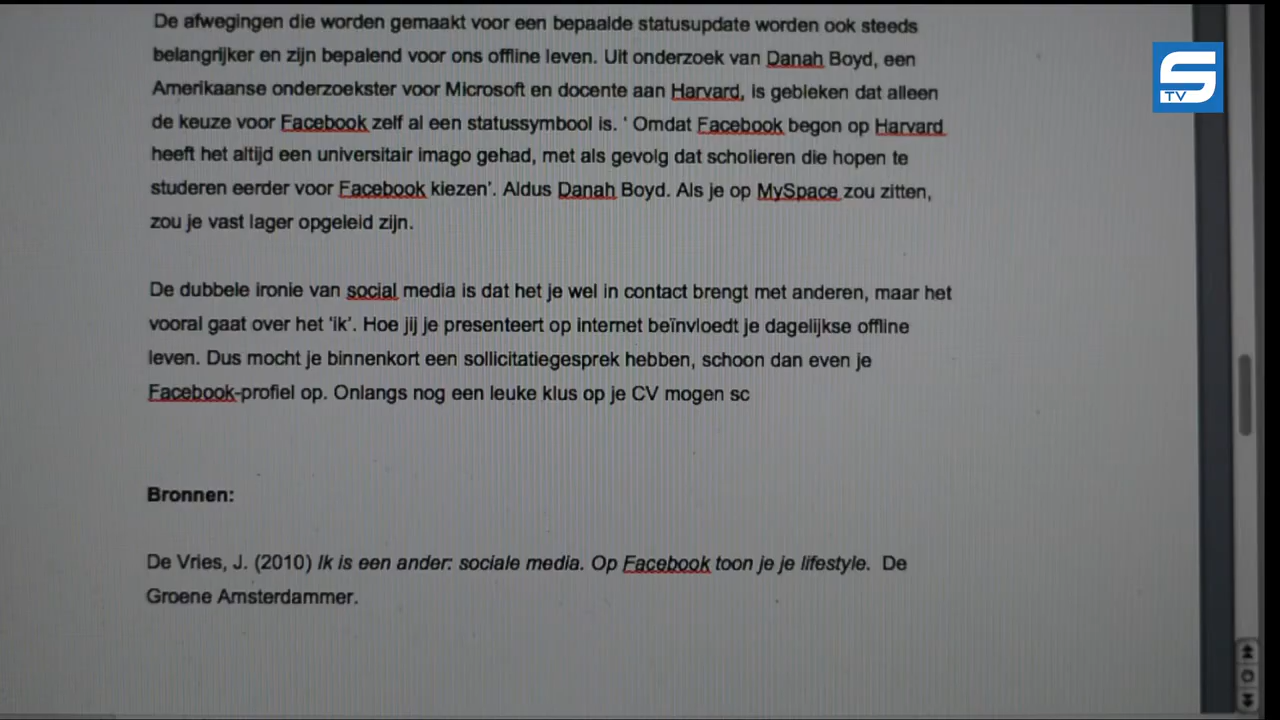 De afwegingen die worden gemaakt voor een bepaalde statusupdate worden ook steeds
belangrijker en zijn bepalend voor ons offline leven. Uit onderzoek van Danah Boyd, een
Amerikaanse onderzoekster voor Microsoft en docente aan Harvard, is gebleken dat alleen
de keuze voor Facebook zelf al een statussymbool is. ' Omdat Facebook begon op Harvard
heeft het altijd een universitair imago gehad, met als gevolg dat scholieren die hopen te
studeren eerder voor Facebook kiezen'. Aldus Danah Boyd. Als je op MySpace zou zitten,
zou je vast lager opgeleid zijn.
De dubbele ironie van social media is dat het je wel in contact brengt met anderen, maar het
vooral gaat over het 'ik'. Hoe jij je presenteert op internet beïnvloedt je dagelijkse offline
leven. Dus mocht je binnenkort een sollicitatiegesprek hebben, schoon dan even je
Facebook-profiel op. Onlangs nog een leuke klus op je CV mogen sc
Bronnen:
De Vries, J. (2010) Ik is een ander: sociale media. Op Facebook toon je je lifestyle. De
Groene Amsterdammer.
S
TV